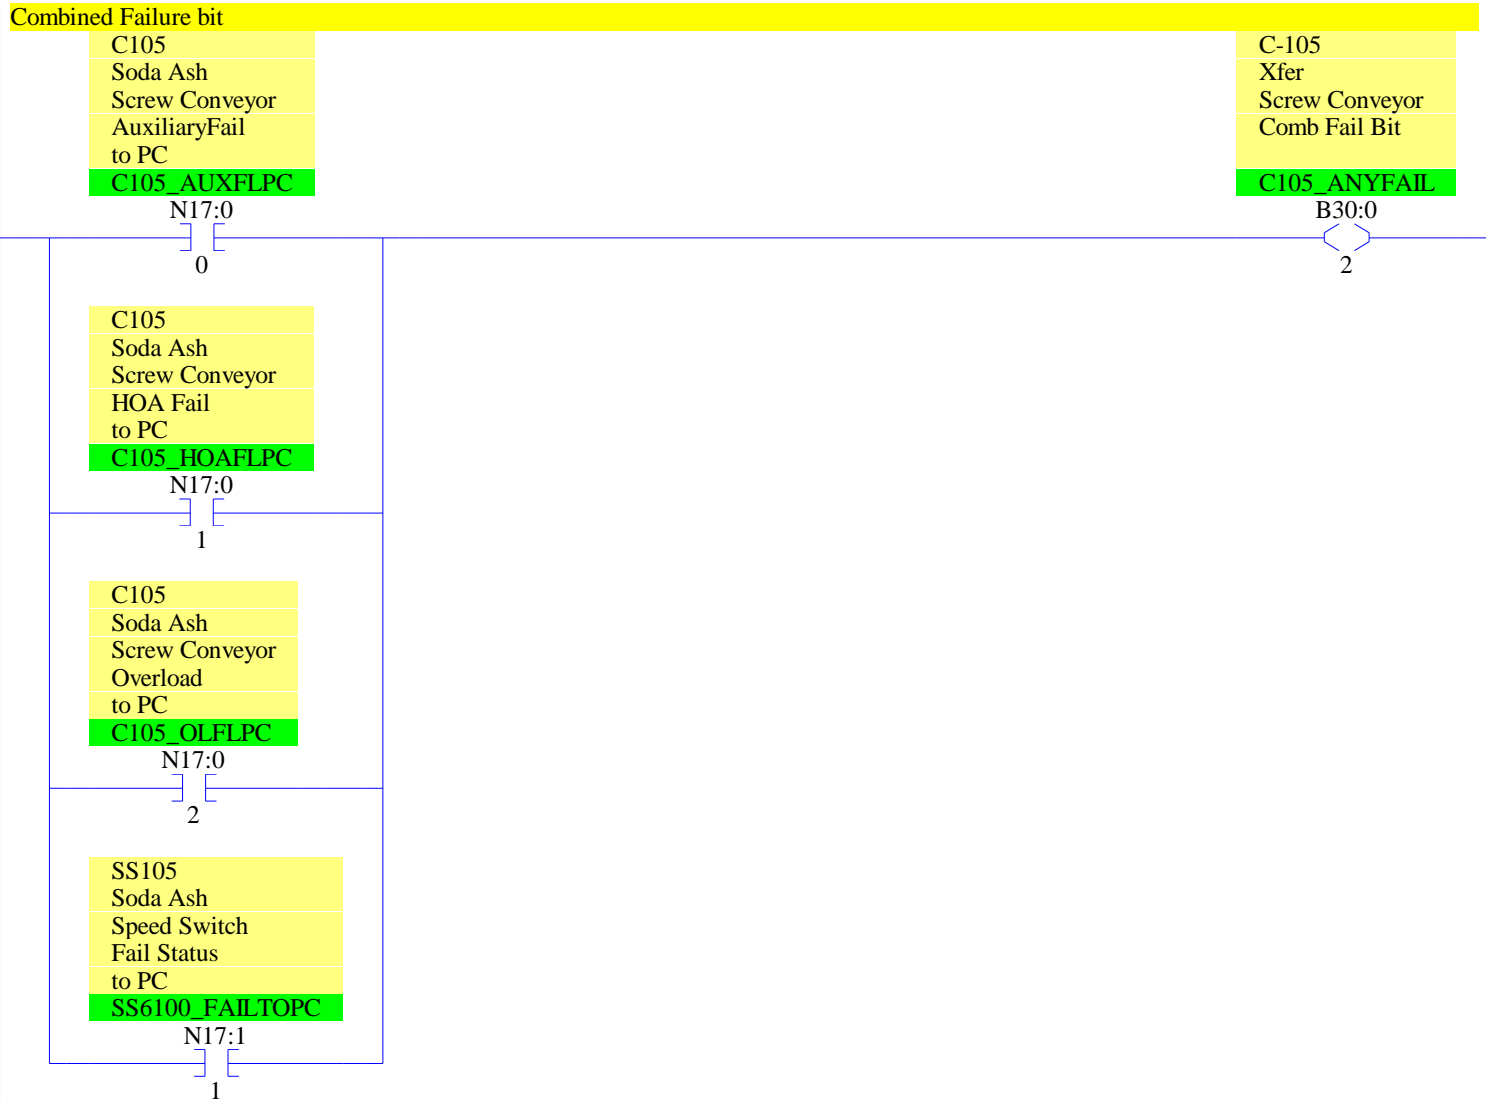 Combined Failure bit
C105
Soda Ash
Screw Conveyor
AuxiliaryFail
to PC
C105_AUXFLPC
N17:0
0
C-105
Xfer
Screw Conveyor
Comb Fail Bit
C105_ANYFAIL
B30:0
2
C105
Soda Ash
Screw Conveyor
HOA Fail
to PC
C105_HOAFLPC
N17:0
1
C105
Soda Ash
Screw Conveyor
Overload
to PC
C105_OLFLPC
N17:0
2
SS105
Soda Ash
Speed Switch
Fail Status
to PC
SS6100_FAILTOPC
N17:1
1